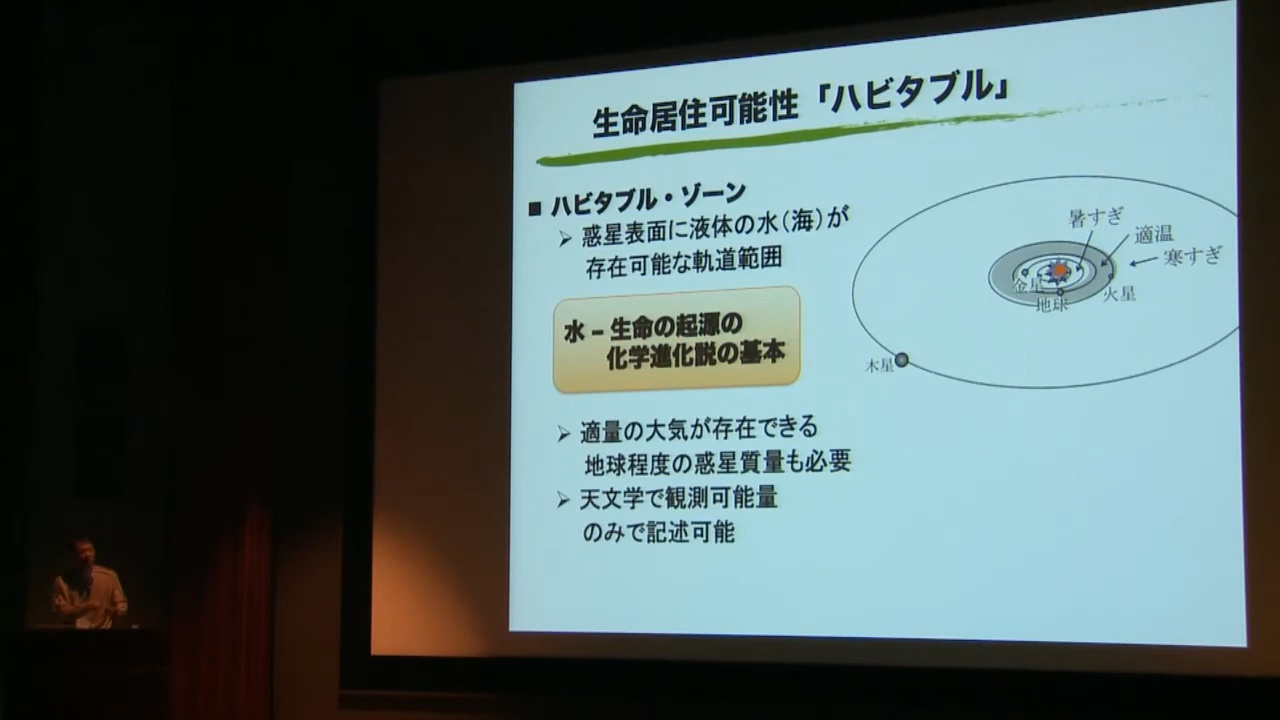 生命居住可能性「ハビタブル」
■ ハビタブル・ゾーン
➢ 惑星表面に液体の水(海)が
存在可能な軌道範囲
水 – 生命の起源の
化学進化説の基本
➢ 適量の大気が存在できる
地球程度の惑星質量も必要
➢ 天文学で観測可能量
のみで記述可能
暑すぎ
適温
寒すぎ
金星
地球
火星
木星